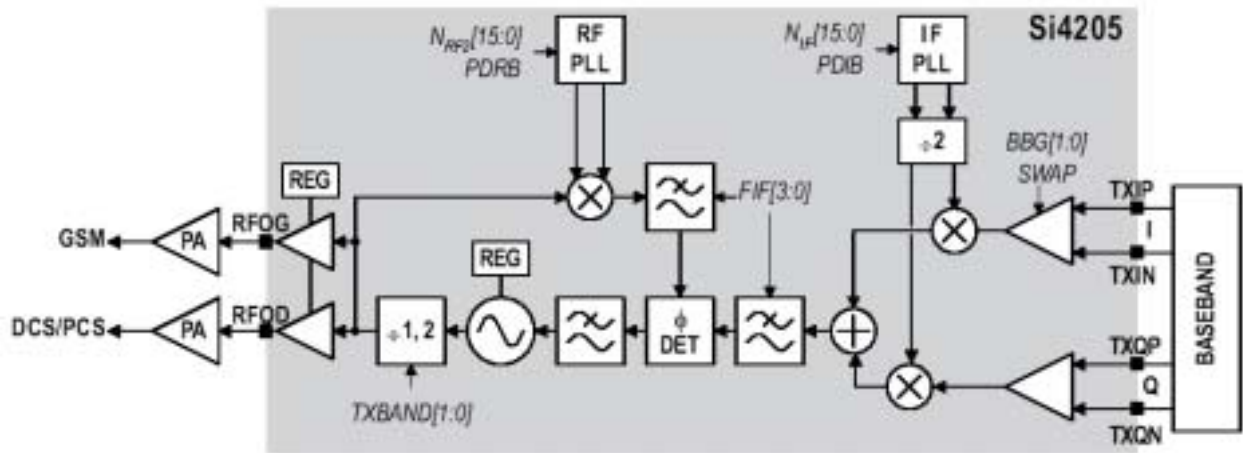 Si4205
N_RF2[15:0]
PDRB
RF
PLL
N_IF[15:0]
PDIB
IF
PLL
÷2
BBG[1:0]
SWAP
REG
FIF[3:0]
TXIP
I
TXIN
GSM
PA
RFOG
REG
DCS/PCS
PA
RFOD
÷1, 2
ϕ
DET
TXBAND[1:0]
TXQP
Q
TXQN
BASEBAND